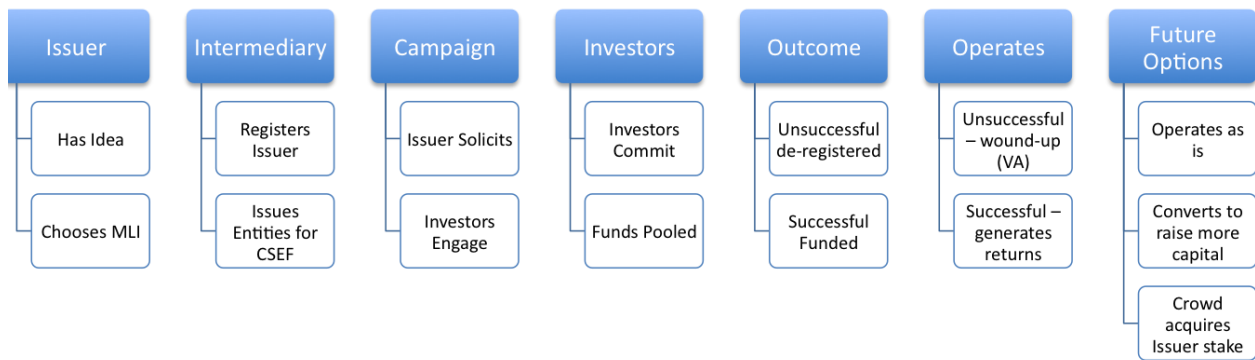 Issuer
Has Idea
Chooses MLI
Intermediary
Registers
Issuer
Issues
Entities for
CSEF
Campaign
Issuer Solicits
Investors
Engage
Investors
Investors
Commit
Funds Pooled
Outcome
Unsuccessful
de-registered
Successful
Funded
Operates
Unsuccessful
– wound-up
(VA)
Successful –
generates
returns
Future
Options
Operates as
is
Converts to
raise more
capital
Crowd
acquires
Issuer stake